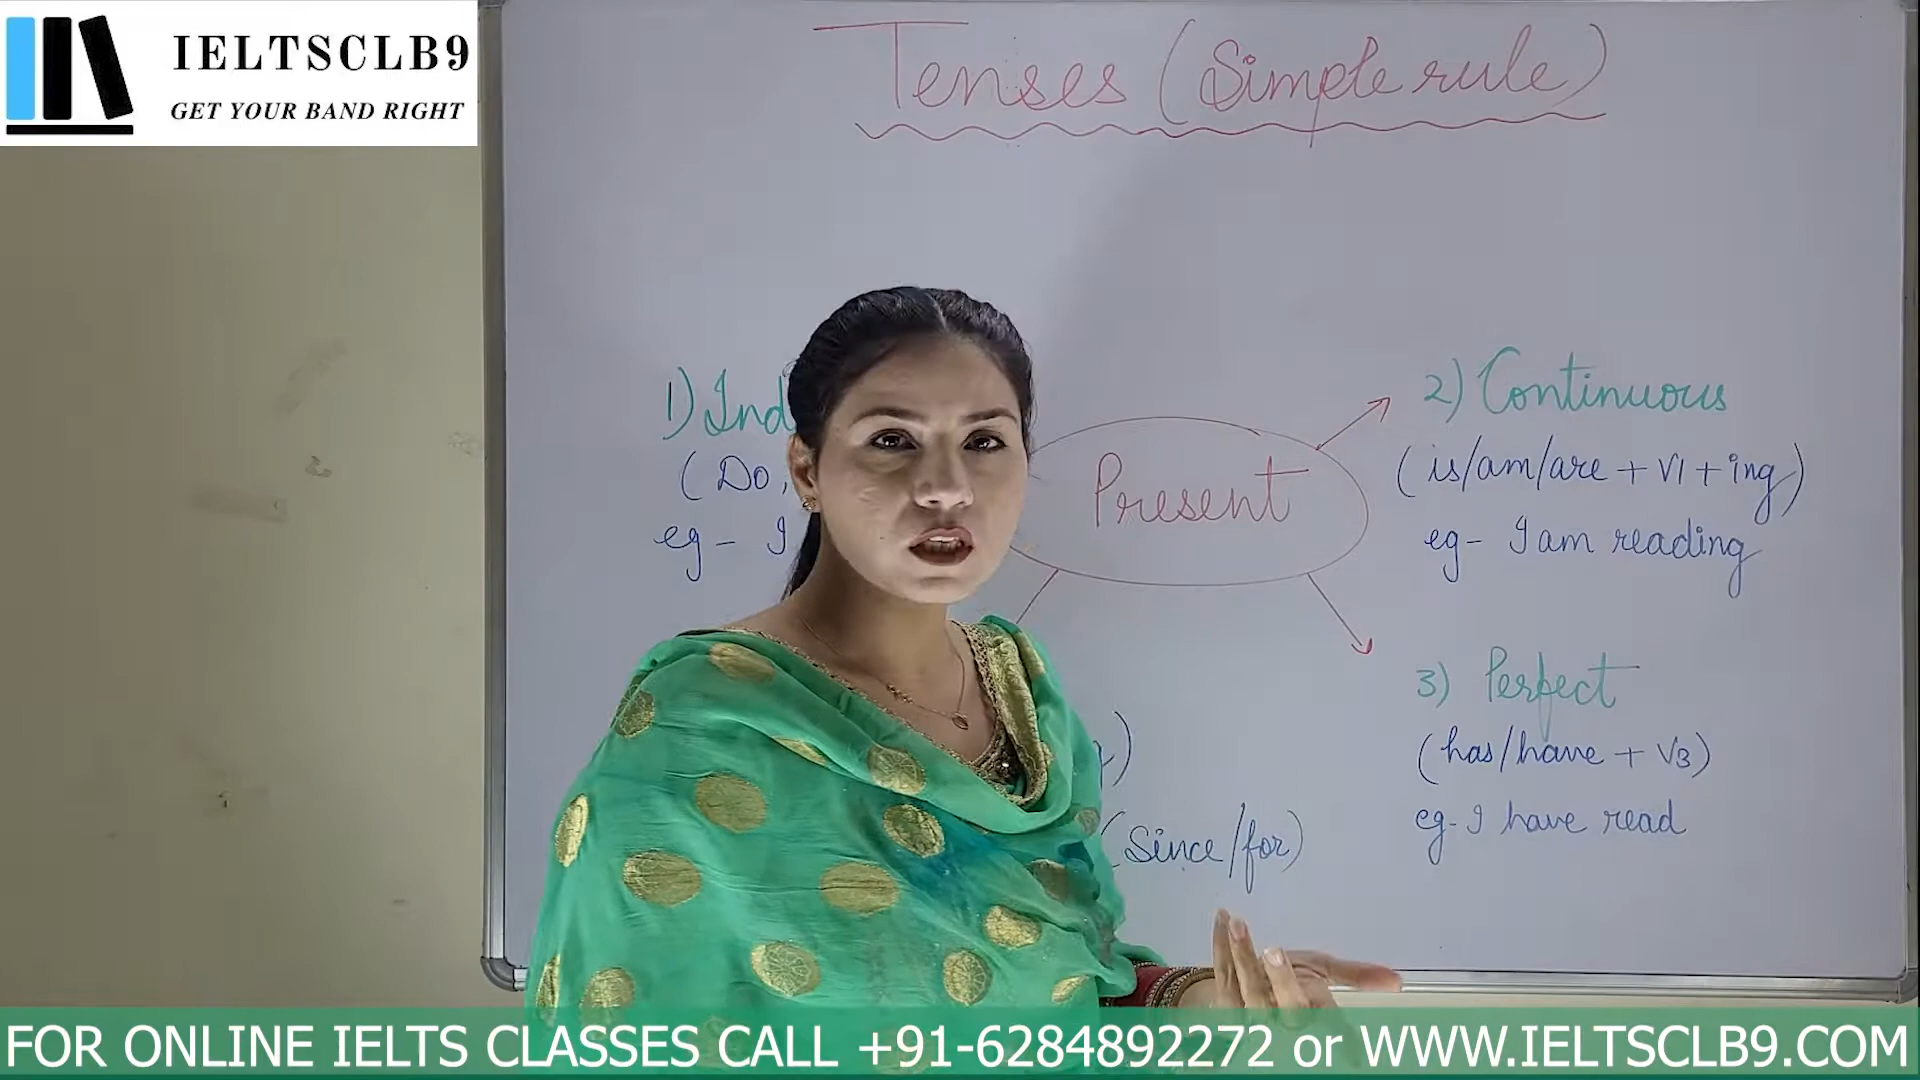 IELTSCLB9
GET YOUR BAND RIGHT
Tenses (Simple rule)
1) Ind
(Do,
eg- I
Present
2) Continuous
(is/am/are + V1 + ing)
eg- I am reading
3) Perfect
(has/have + V3)
eg- I have read
(Since/for)
FOR ONLINE IELTS CLASSES CALL +91-6284892272 or WWW.IELTSCLB9.COM